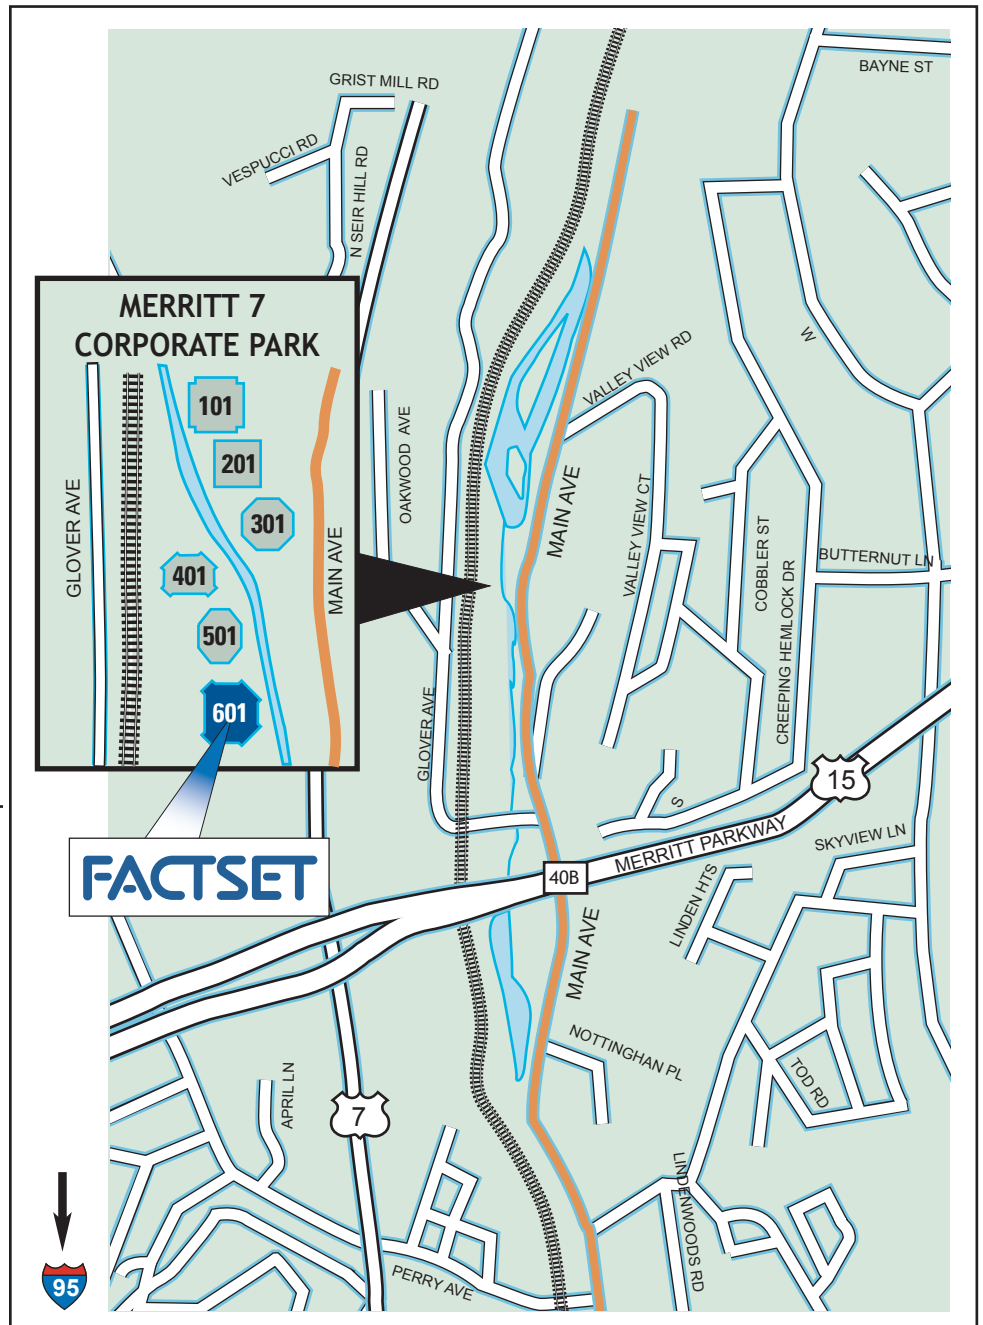 GRIST MILL RD
BAYNE ST
VESPUCCI RD
N SEIR HILL RD
MERRITT 7
CORPORATE PARK
101
201
301
401
501
601
GLOVER AVE
MAIN AVE
FACTSET
OAKWOOD AVE
VALLEY VIEW RD
W
MAIN AVE
VALLEY VIEW CT
COBBLER ST
CREEPING HEMLOCK DR
BUTTERNUT LN
GLOVER AVE
S
15
MERRITT PARKWAY
SKYVIEW LN
40B
LINDEN HTS
MAIN AVE
NOTTINGHAN PL
TOD RD
APRIL LN
7
LINDENWOODS RD
PERRY AVE
95